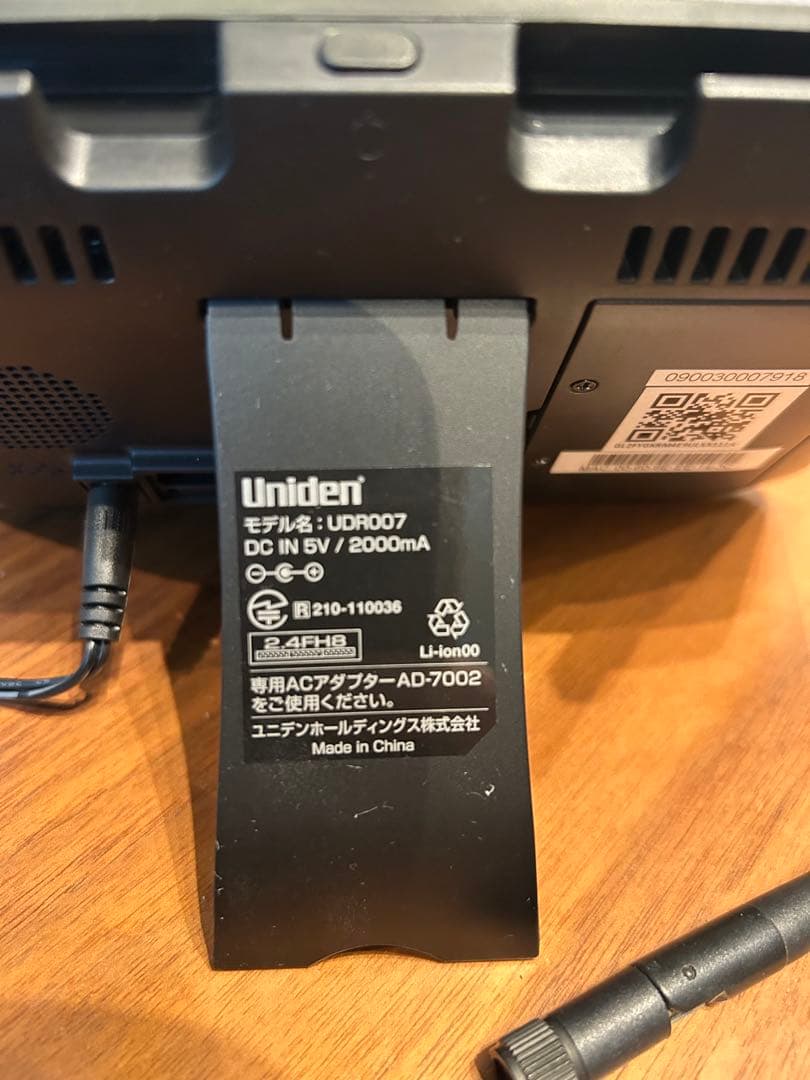 090030007918
Uniden
モデル名：UDR007
DC IN 5V / 2000mA
R 210-110036
2.4FH8
Li-ion00
専用ACアダプターAD-7002
をご使用ください。
ユニデンホールディングス株式会社
Made in China